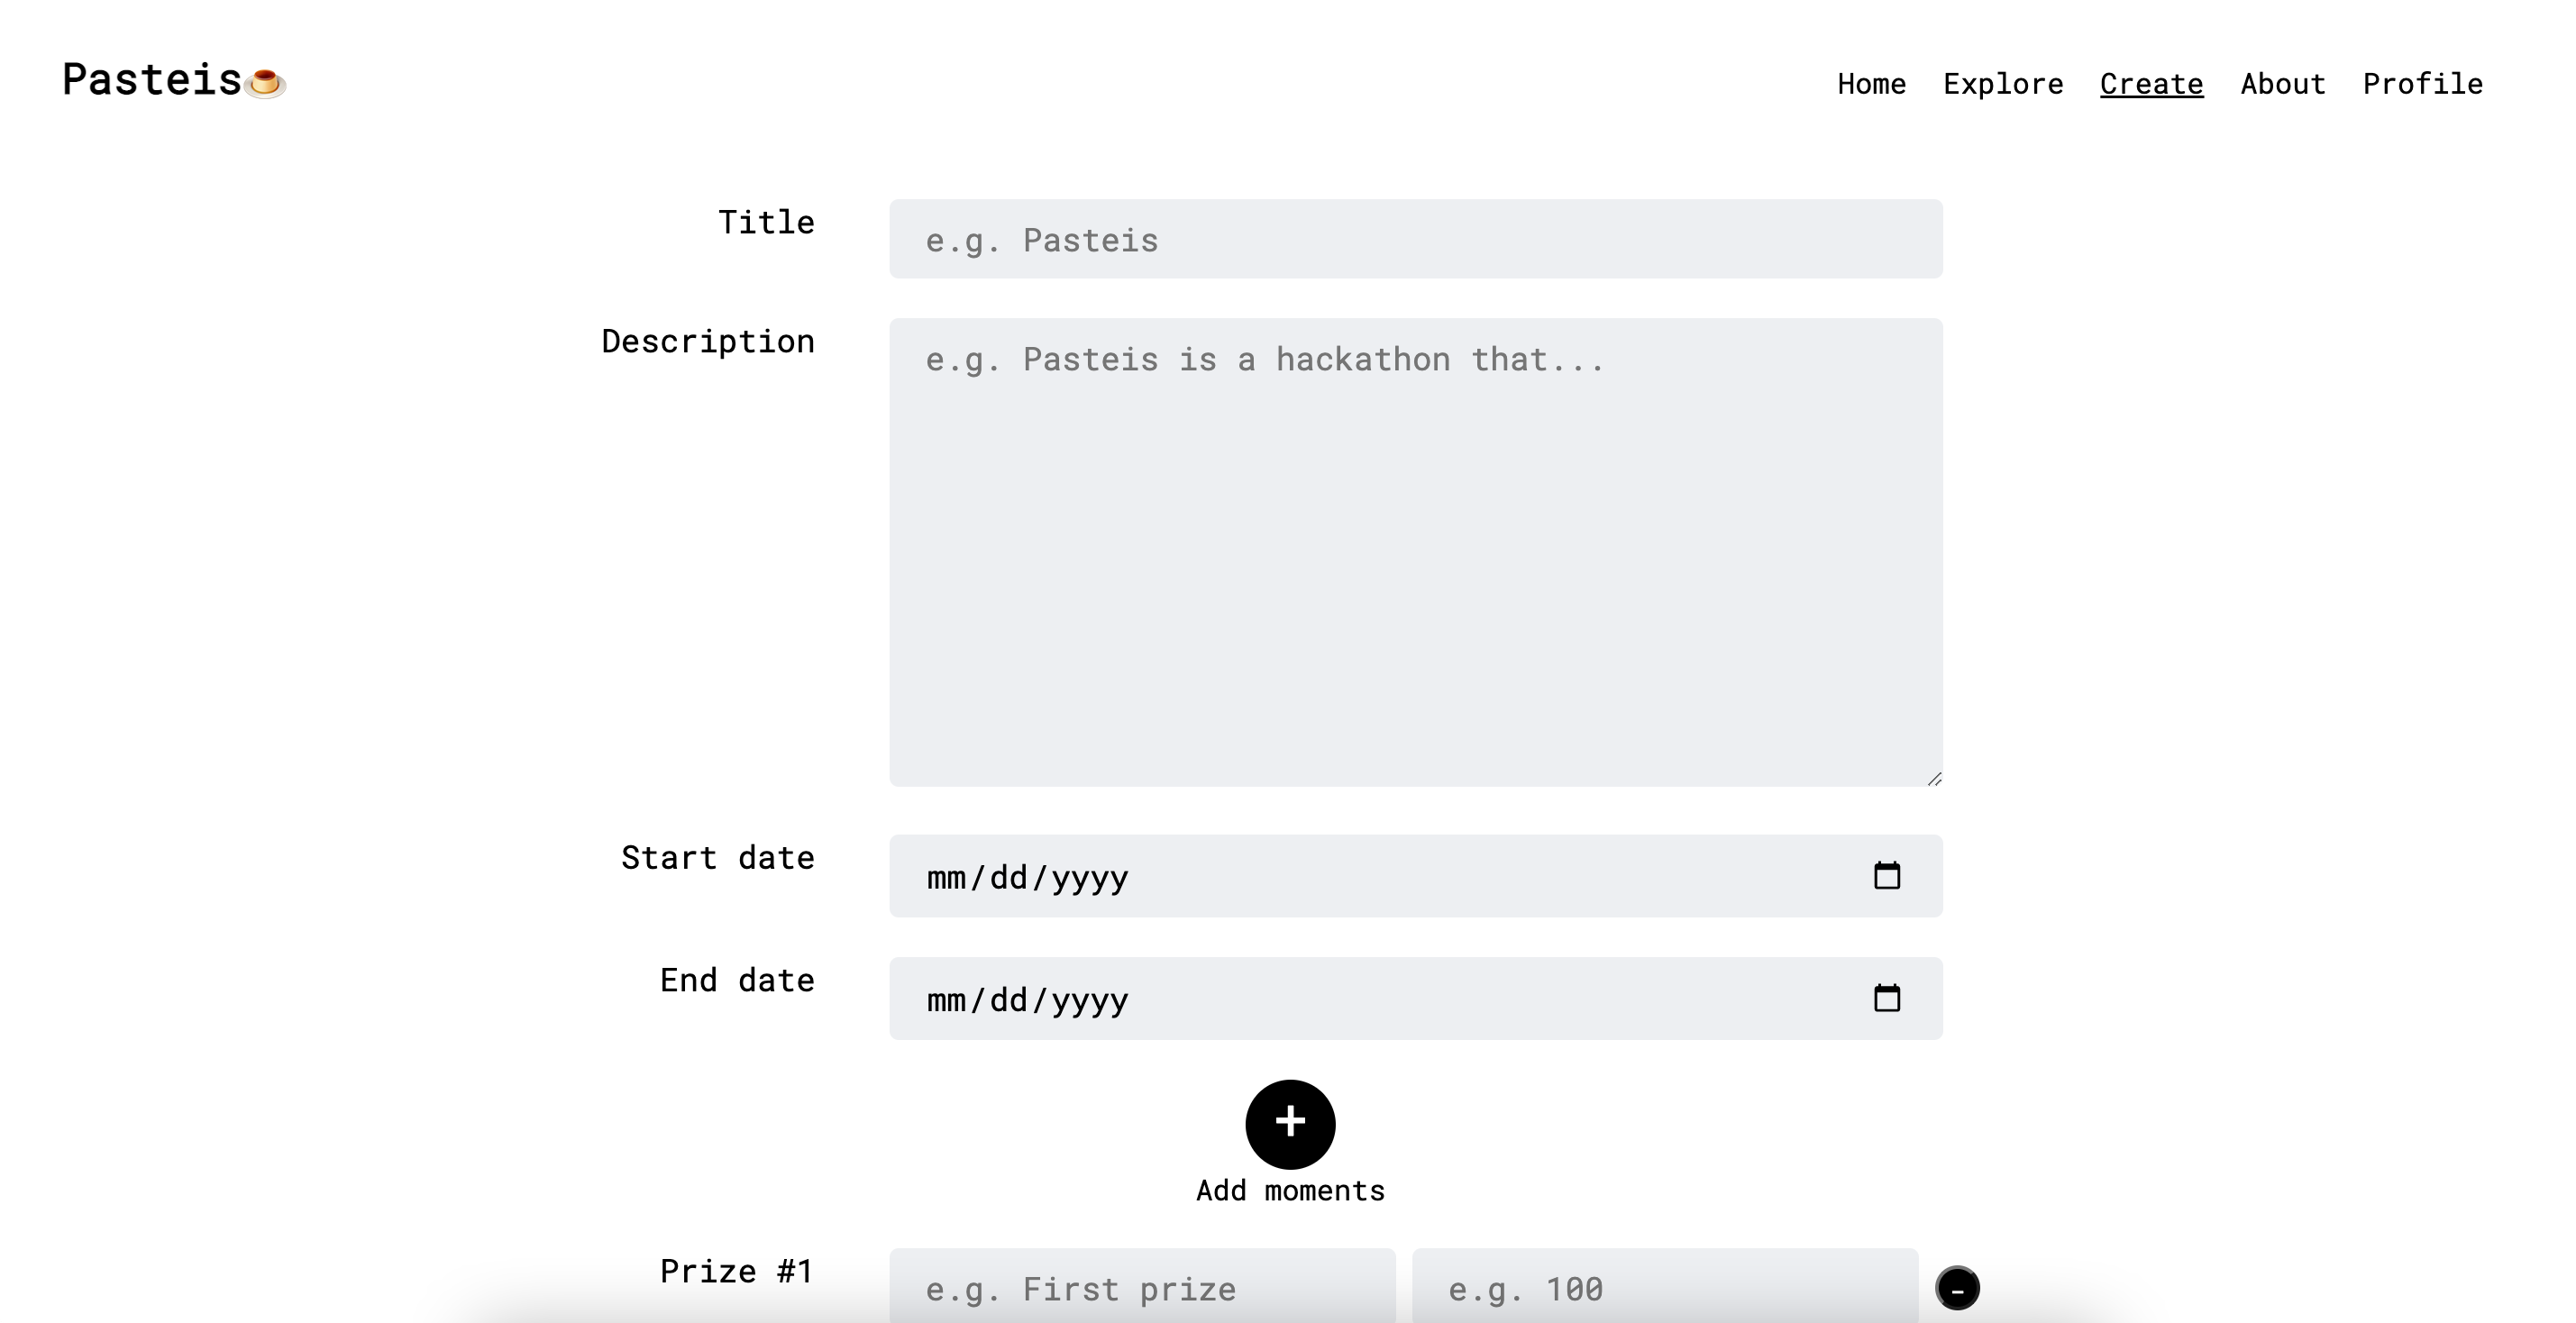 Pasteis🍮
Home Explore Create About Profile
Title
e.g. Pasteis
Description
e.g. Pasteis is a hackathon that...
Start date
mm/dd/yyyy
End date
mm/dd/yyyy
+
Add moments
Prize #1
e.g. First prize
e.g. 100
-